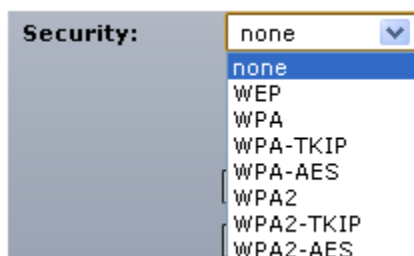 Security: none
none
WEP
WPA
WPA-TKIP
WPA-AES
WPA2
WPA2-TKIP
WPA2-AES